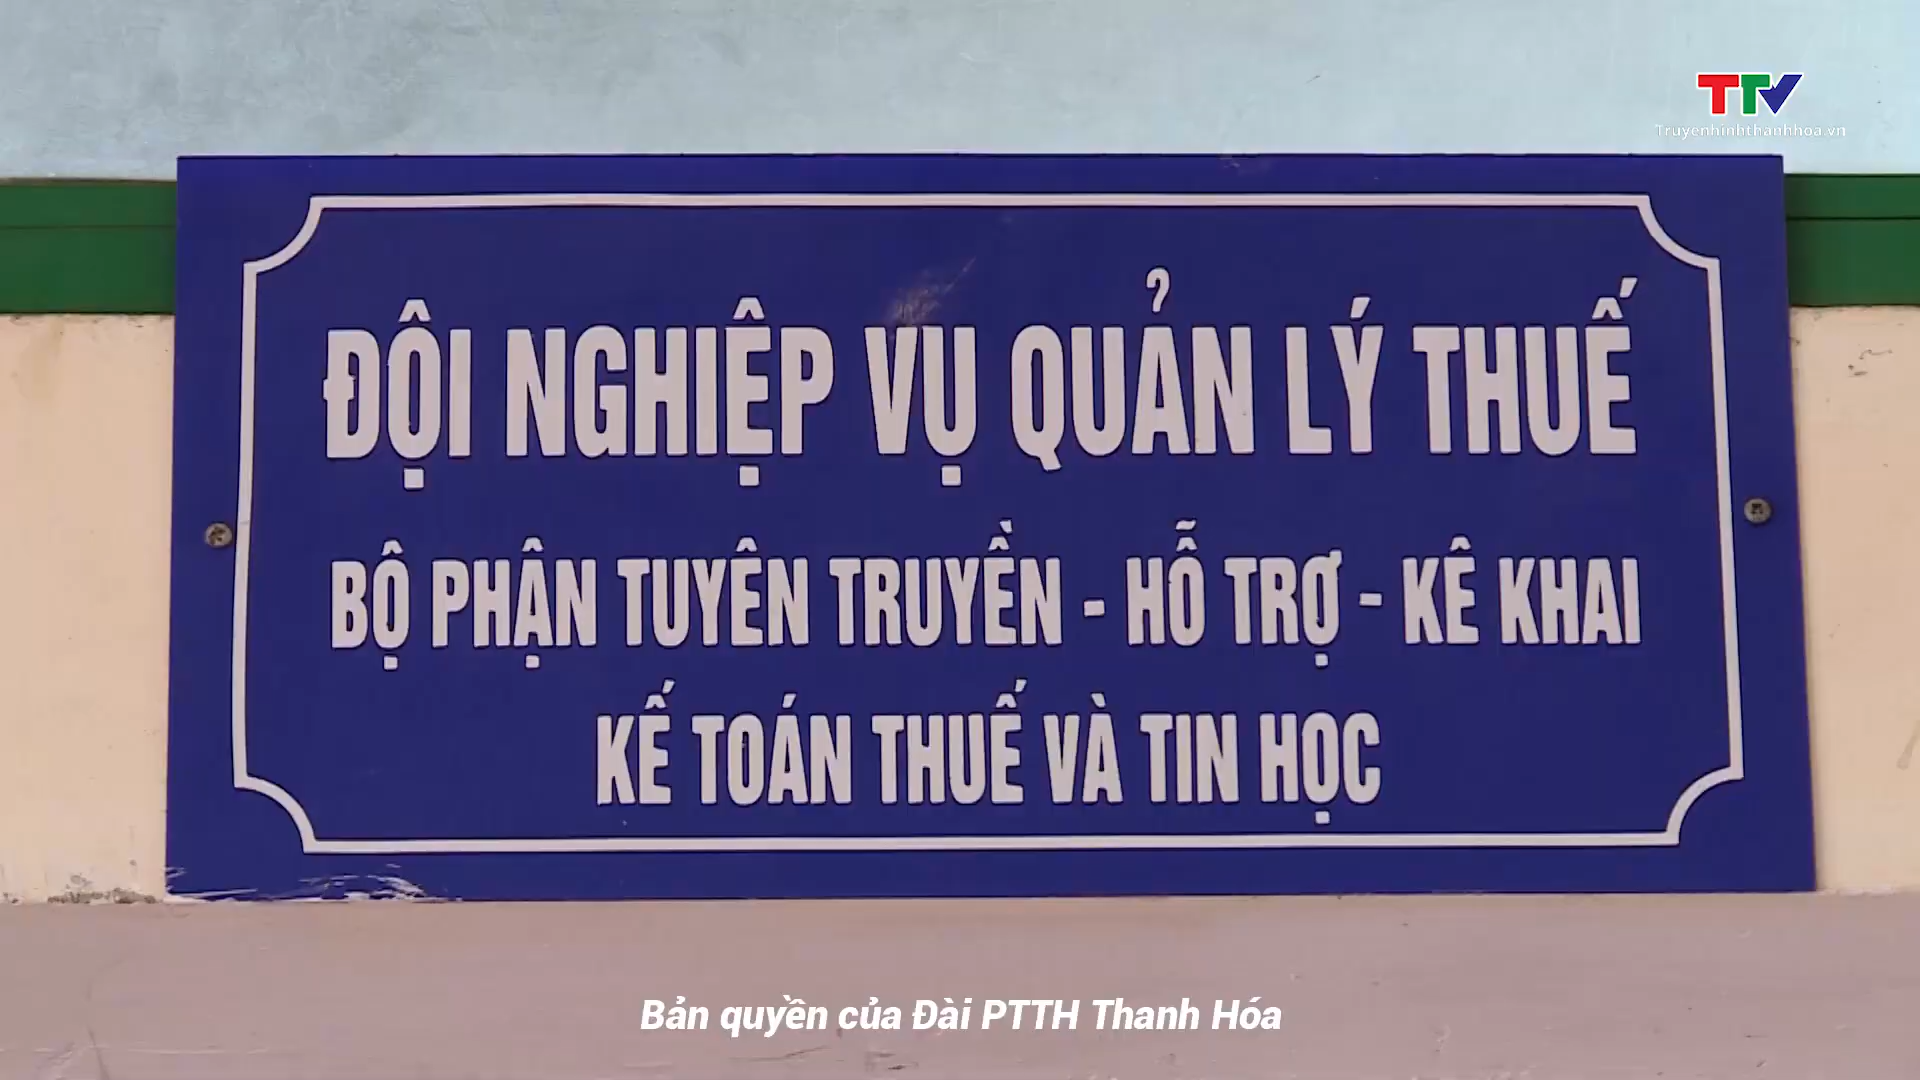 TTV
Truyenhinhthanhhoa.vn
ĐỘI NGHIỆP VỤ QUẢN LÝ THUẾ
BỘ PHẬN TUYÊN TRUYỀN - HỖ TRỢ - KÊ KHAI
KẾ TOÁN THUẾ VÀ TIN HỌC
Bản quyền của Đài PTTH Thanh Hóa